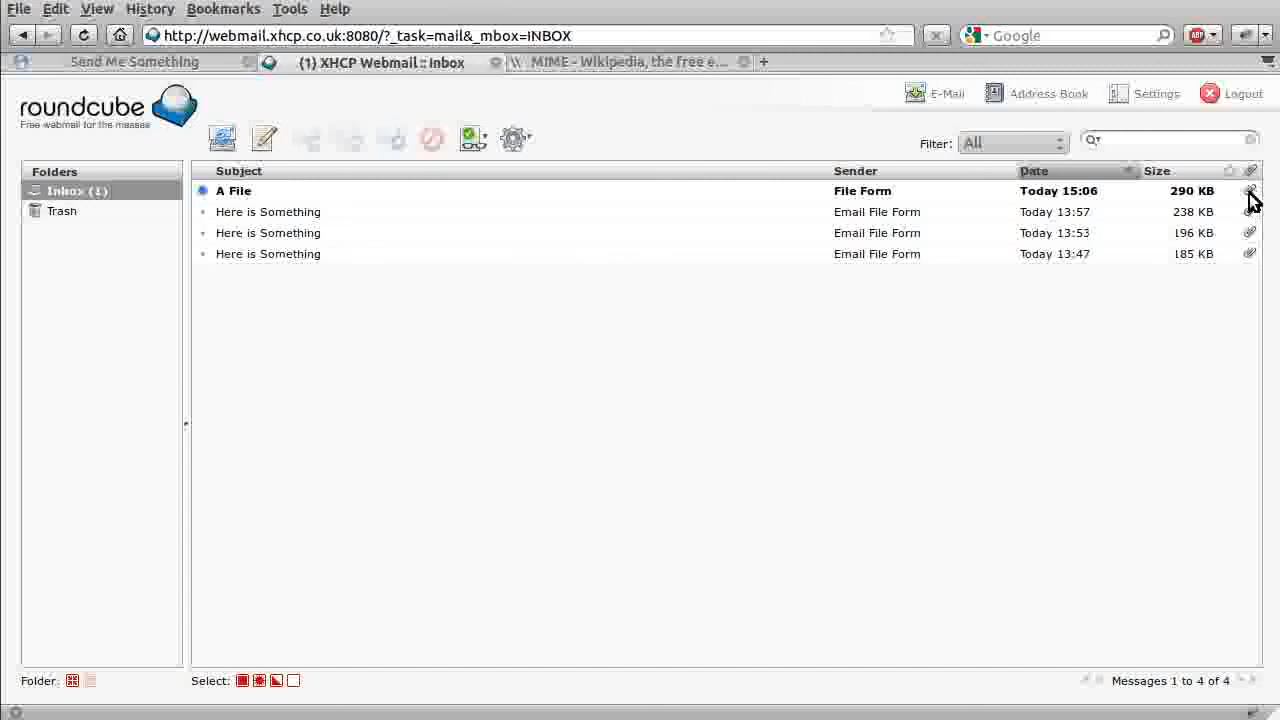 File Edit View History Bookmarks Tools Help
http://webmail.xhcp.co.uk:8080/?_task=mail&_mbox=INBOX
Google
ABP
Send Me Something
(1) XHCP Webmail :: Inbox
MIME - Wikipedia, the free e...
roundcube
Free webmail for the masses
E-Mail Address Book Settings Logout
Filter: All
Folders
Inbox (1)
Trash
Subject Sender Date Size
A File File Form Today 15:06 290 KB
Here is Something Email File Form Today 13:57 238 KB
Here is Something Email File Form Today 13:53 196 KB
Here is Something Email File Form Today 13:47 185 KB
Folder:
Select:
Messages 1 to 4 of 4